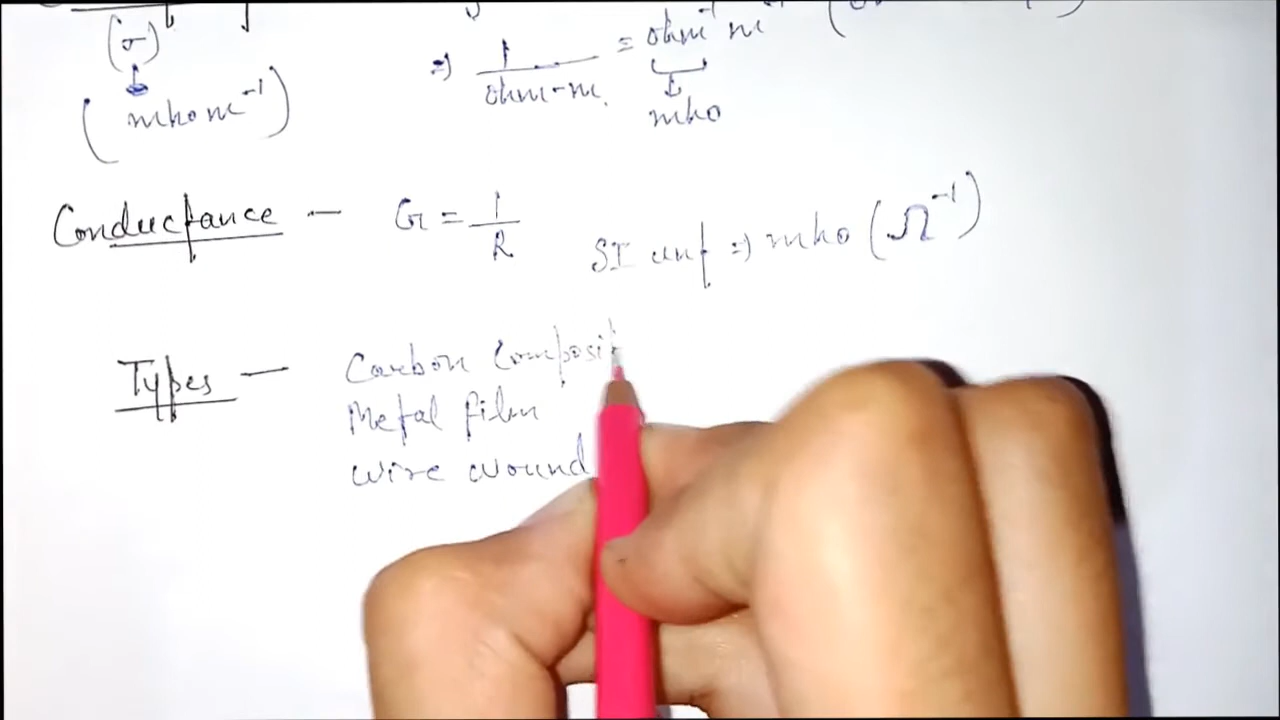 (σ)
(mho m⁻¹)
=> 1/ohm-m. = ohm⁻¹ m
mho
Conductance - G = 1/R SI unit => mho (Ω⁻¹)
Types - Carbon Composit
Metal film
wire wound